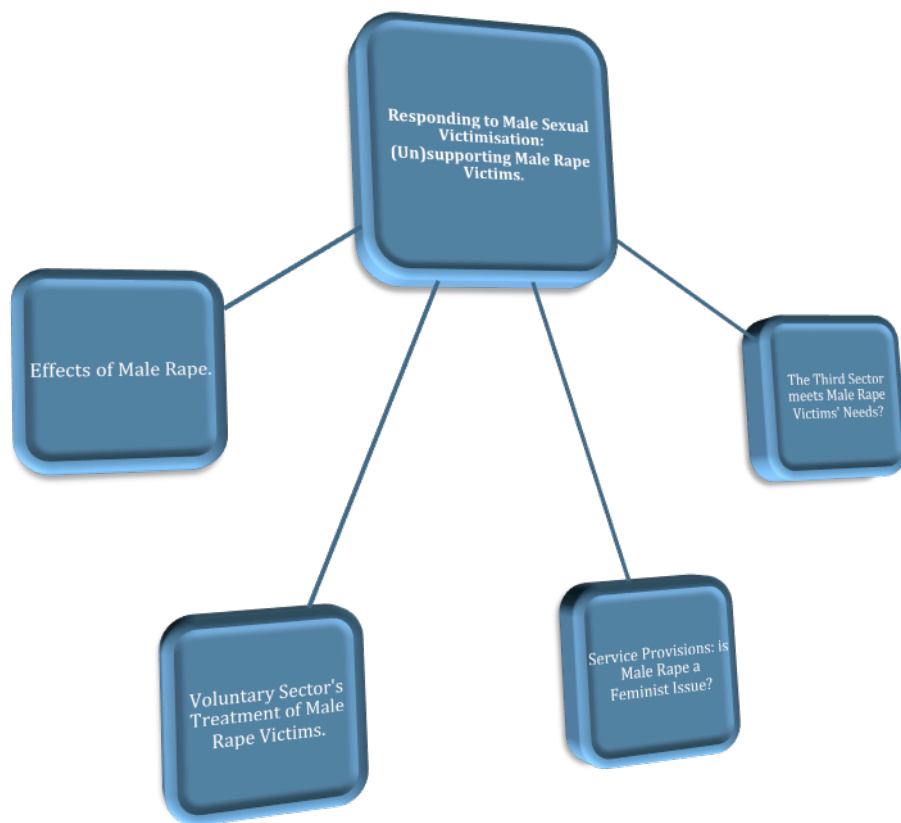 Responding to Male Sexual
Victimisation:
(Un)supporting Male Rape
Victims.
Effects of Male Rape.
The Third Sector
meets Male Rape
Victims' Needs?
Voluntary Sector's
Treatment of Male
Rape Victims.
Service Provisions: is
Male Rape a
Feminist Issue?